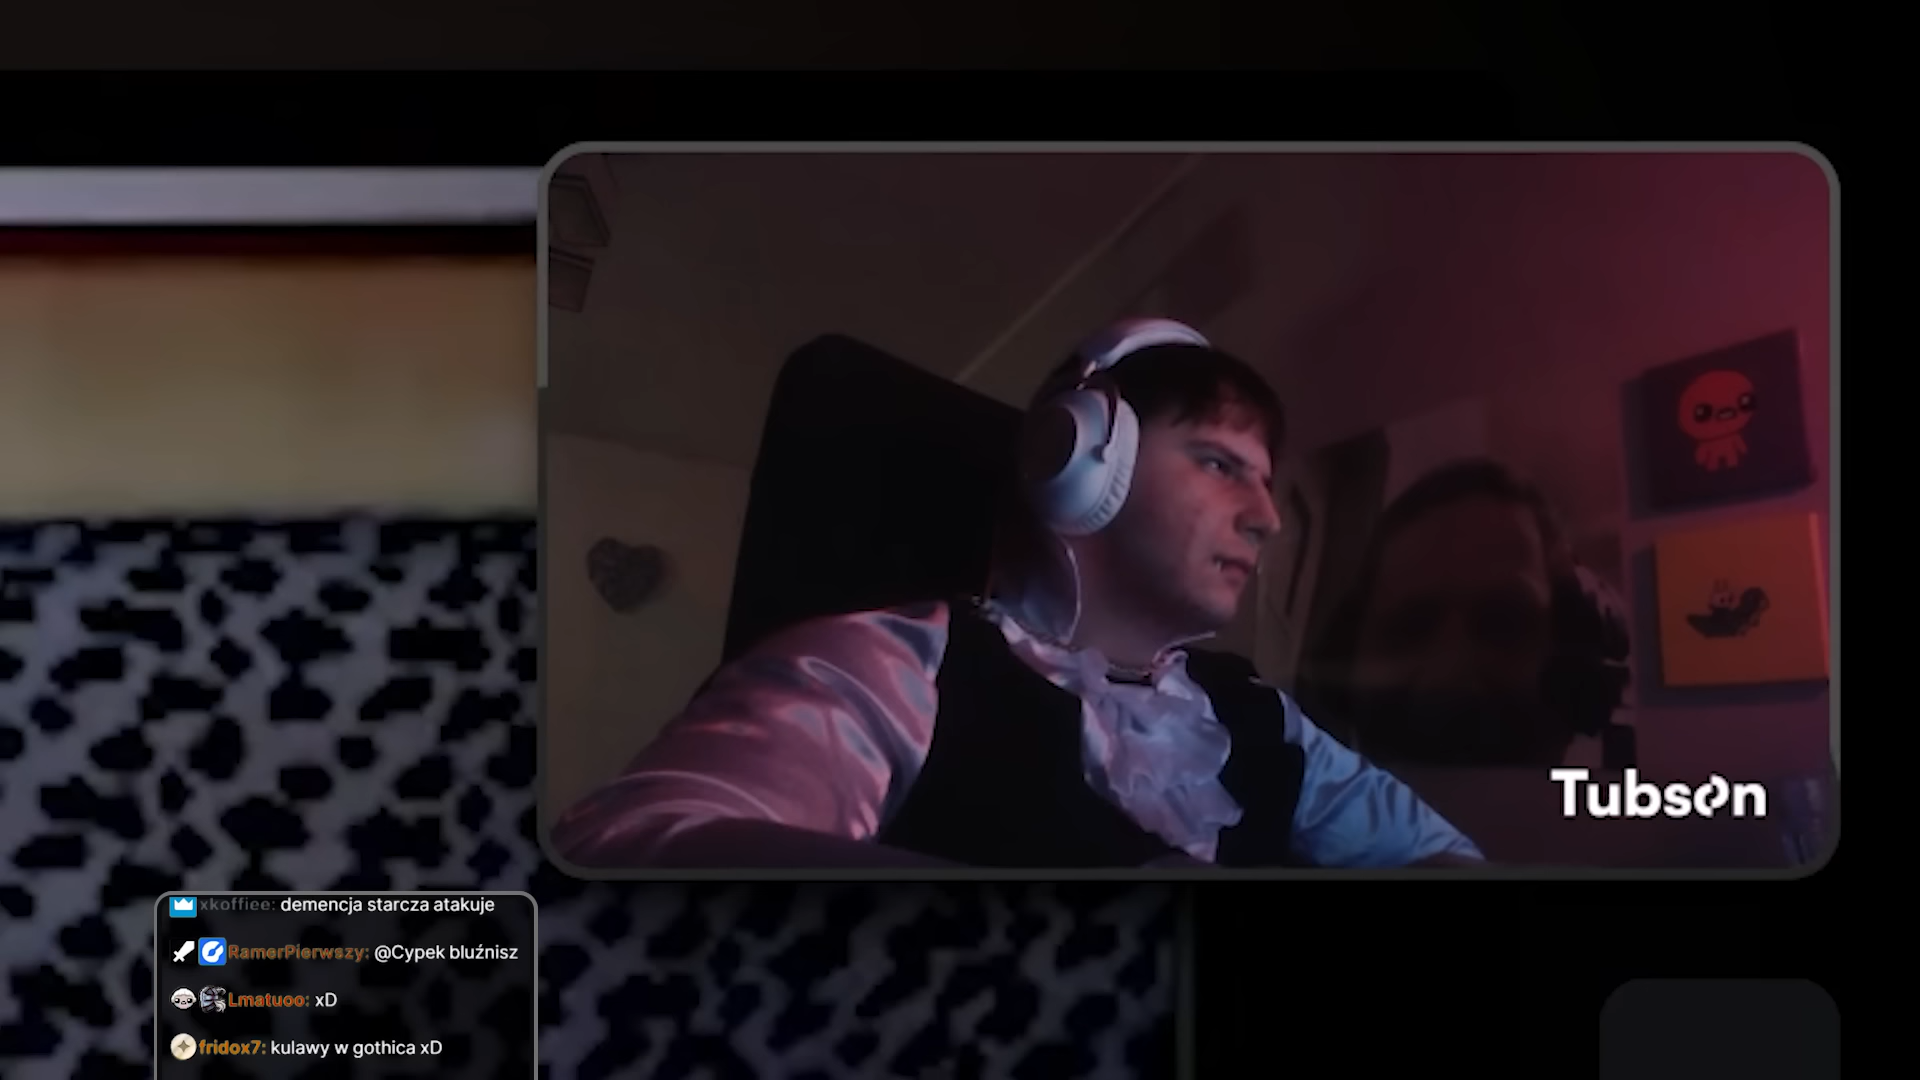 Tubson
xkoffiee: demencja starcza atakuje
RamerPierwszy: @Cypek bluźnisz
Lmatuoo: xD
fridox7: kulawy w gothica xD